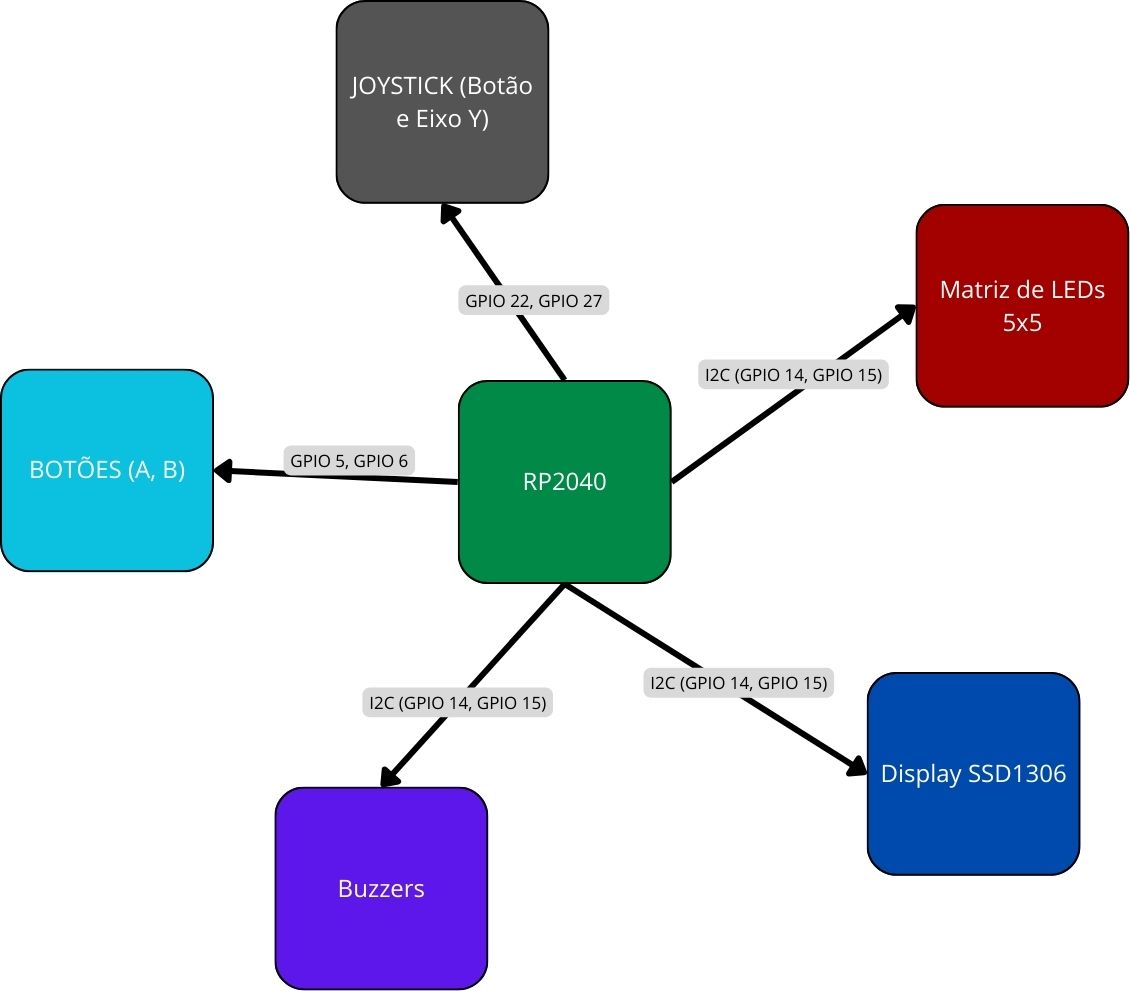 JOYSTICK (Botão
e Eixo Y)
Matriz de LEDs
5x5
GPIO 22, GPIO 27
I2C (GPIO 14, GPIO 15)
BOTÕES (A, B)
GPIO 5, GPIO 6
RP2040
I2C (GPIO 14, GPIO 15)
I2C (GPIO 14, GPIO 15)
Display SSD1306
Buzzers